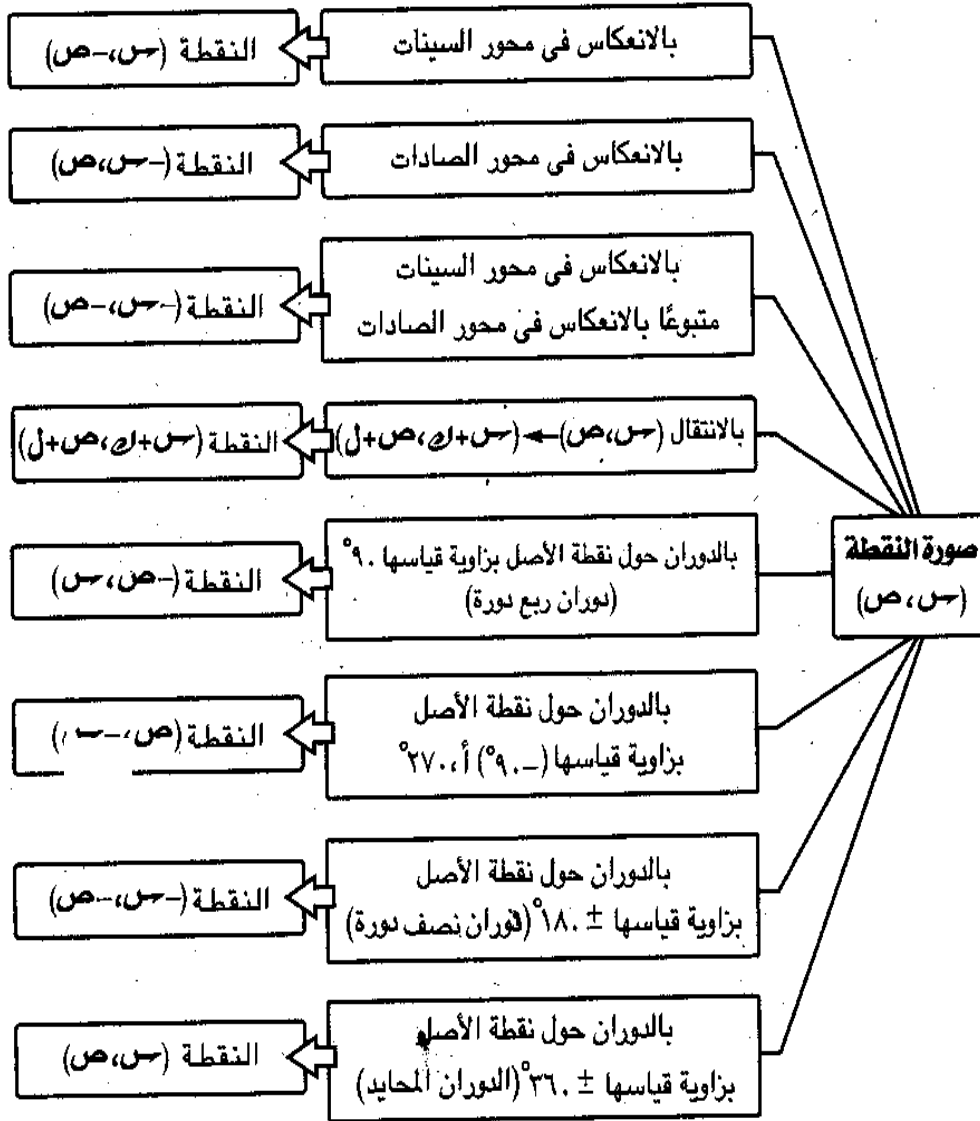 صورة النقطة
(س، ص)
بالانعكاس فى محور السينات
النقطة (س،-ص)
بالانعكاس فى محور الصادات
النقطة (-س،ص)
بالانعكاس فى محور السينات
متبوعًا بالانعكاس فى محور الصادات
النقطة (-س،-ص)
بالانتقال (س،ص)←(س+ك،ص+ل)
النقطة (س+ك،ص+ل)
بالدوران حول نقطة الأصل بزاوية قياسها ٩٠°
(دوران ربع دورة)
النقطة (-ص،س)
بالدوران حول نقطة الأصل
بزاوية قياسها (-٩٠°) أ، ٢٧٠°
النقطة (ص،-س)
بالدوران حول نقطة الأصل
بزاوية قياسها ± ١٨٠° (دوران نصف دورة)
النقطة (-س،-ص)
بالدوران حول نقطة الأصل
بزاوية قياسها ± ٣٦٠° (الدوران المحايد)
النقطة (س،ص)